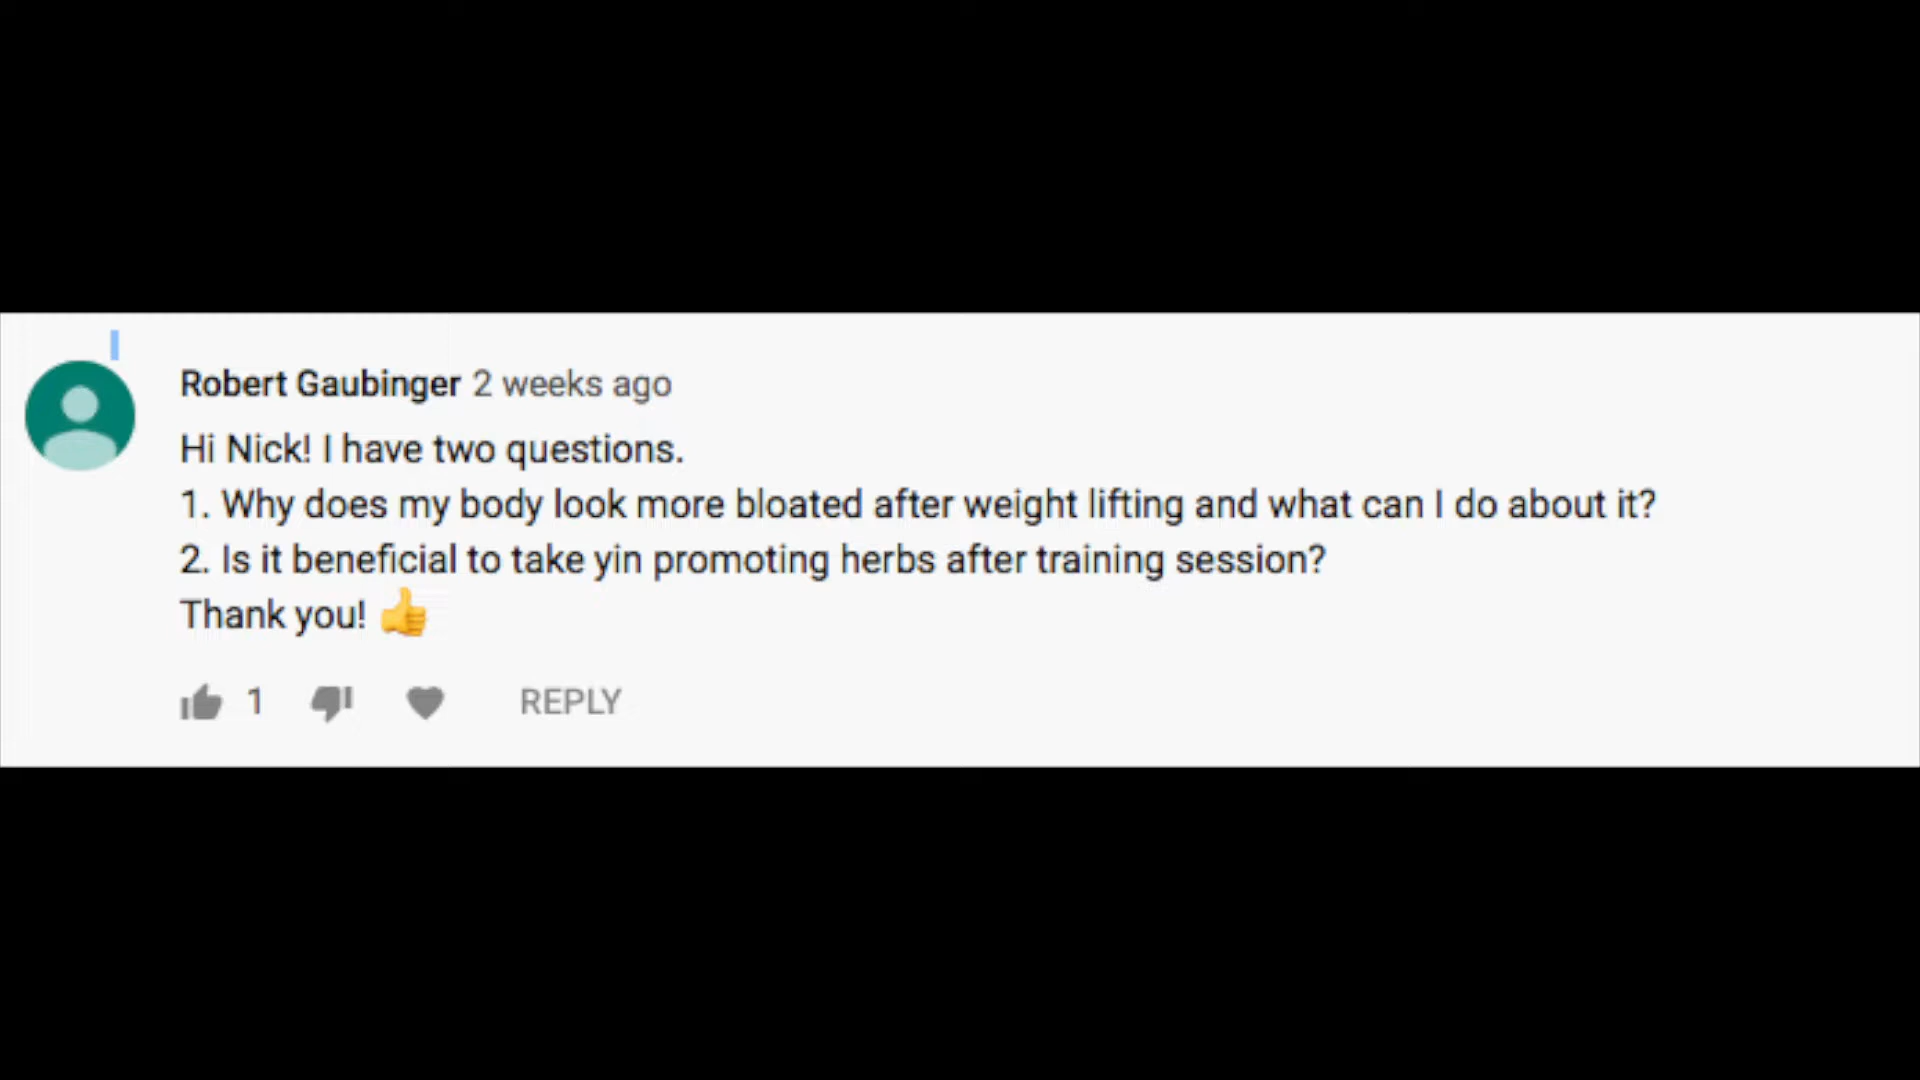 Robert Gaubinger 2 weeks ago
Hi Nick! I have two questions.
1. Why does my body look more bloated after weight lifting and what can I do about it?
2. Is it beneficial to take yin promoting herbs after training session?
Thank you! 👍
1 REPLY